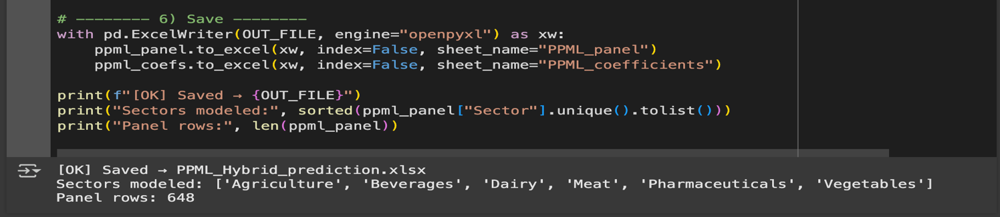 # -------- 6) Save --------
with pd.ExcelWriter(OUT_FILE, engine="openpyxl") as xw:
    ppml_panel.to_excel(xw, index=False, sheet_name="PPML_panel")
    ppml_coefs.to_excel(xw, index=False, sheet_name="PPML_coefficients")

print(f"[OK] Saved → {OUT_FILE}")
print("Sectors modeled:", sorted(ppml_panel["Sector"].unique().tolist()))
print("Panel rows:", len(ppml_panel))
[OK] Saved → PPML_Hybrid_prediction.xlsx
Sectors modeled: ['Agriculture', 'Beverages', 'Dairy', 'Meat', 'Pharmaceuticals', 'Vegetables']
Panel rows: 648